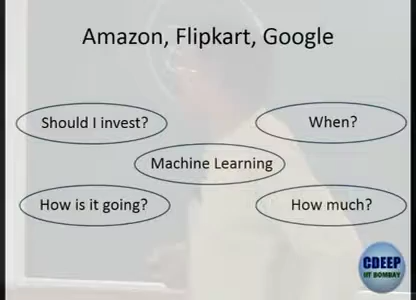 Amazon, Flipkart, Google
Should I invest?
When?
Machine Learning
How is it going?
How much?
CDEEP
IIT BOMBAY